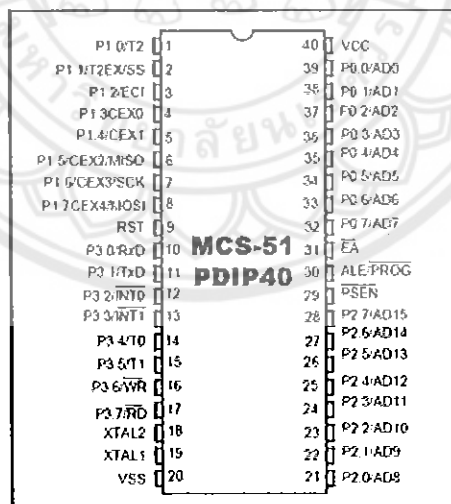 P1.0/T2 1 40 VCC
P1.1/T2EX/SS 2 39 P0.0/AD0
P1.2/ECI 3 38 P0.1/AD1
P1.3CEX0 4 37 P0.2/AD2
P1.4/CEX1 5 36 P0.3/AD3
P1.5/CEX2/MISO 6 35 P0.4/AD4
P1.6/CEX3/SCK 7 34 P0.5/AD5
P1.7CEX4/MOSI 8 33 P0.6/AD6
RST 9 32 P0.7/AD7
P3.0/RxD 10 MCS-51 31 EA
P3.1/TxD 11 PDIP40 30 ALE/PROG
P3.2/INT0 12 29 PSEN
P3.3/INT1 13 28 P2.7/AD15
P3.4/T0 14 27 P2.6/AD14
P3.5/T1 15 26 P2.5/AD13
P3.6/WR 16 25 P2.4/AD12
P3.7/RD 17 24 P2.3/AD11
XTAL2 18 23 P2.2/AD10
XTAL1 19 22 P2.1/AD9
VSS 20 21 P2.0/AD8